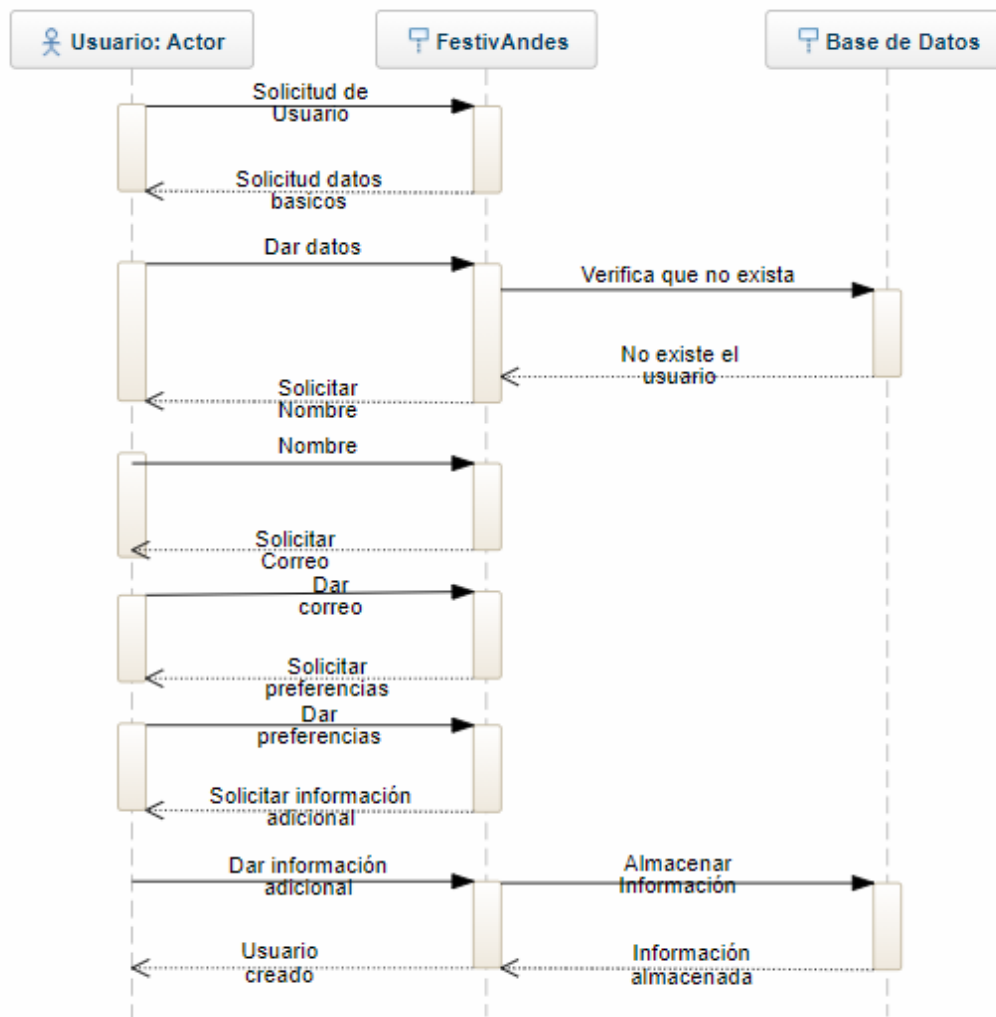 Usuario: Actor
FestivAndes
Base de Datos
Solicitud de
Usuario
Solicitud datos
basicos
Dar datos
Verifica que no exista
No existe el
usuario
Solicitar
Nombre
Nombre
Solicitar
Correo
Dar
correo
Solicitar
preferencias
Dar
preferencias
Solicitar información
adicional
Dar información
adicional
Almacenar
Información
Usuario
creado
Información
almacenada